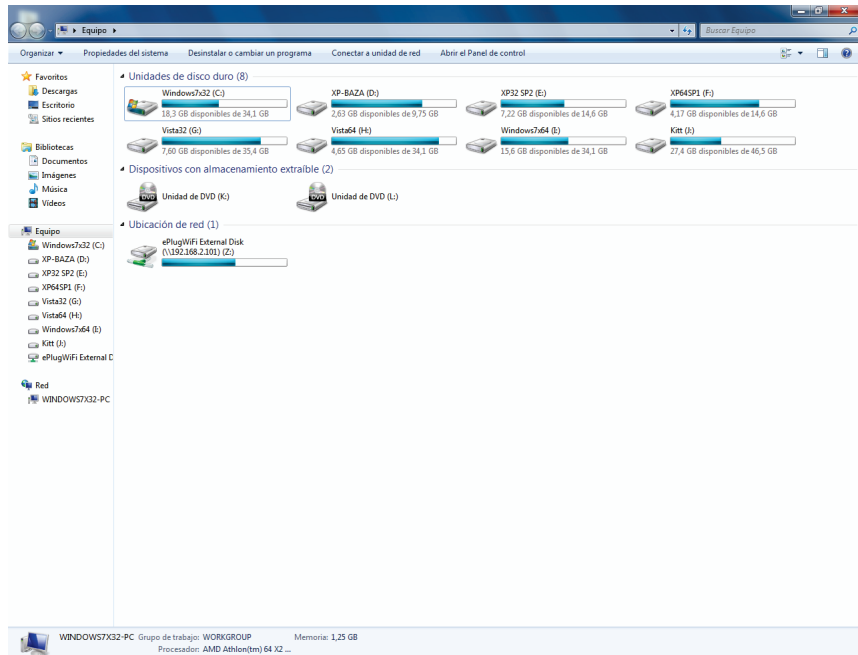 Equipo
Buscar Equipo
Organizar
Propiedades del sistema
Desinstalar o cambiar un programa
Conectar a unidad de red
Abrir el Panel de control
Favoritos
Descargas
Escritorio
Sitios recientes
Bibliotecas
Documentos
Imágenes
Música
Vídeos
Equipo
Windows7x32 (C:)
XP-BAZA (D:)
XP32 SP2 (E:)
XP64SP1 (F:)
Vista32 (G:)
Vista64 (H:)
Windows7x64 (I:)
Kitt (J:)
ePlugWiFi External D
Red
WINDOWS7X32-PC
Unidades de disco duro (8)
Windows7x32 (C:)
18,3 GB disponibles de 34,1 GB
XP-BAZA (D:)
2,63 GB disponibles de 9,75 GB
XP32 SP2 (E:)
7,22 GB disponibles de 14,6 GB
XP64SP1 (F:)
4,17 GB disponibles de 14,6 GB
Vista32 (G:)
7,60 GB disponibles de 35,4 GB
Vista64 (H:)
4,65 GB disponibles de 34,1 GB
Windows7x64 (I:)
15,6 GB disponibles de 34,1 GB
Kitt (J:)
27,4 GB disponibles de 46,5 GB
Dispositivos con almacenamiento extraíble (2)
DVD
Unidad de DVD (K:)
DVD
Unidad de DVD (L:)
Ubicación de red (1)
ePlugWiFi External Disk
(\\192.168.2.101) (Z:)
WINDOWS7X32-PC Grupo de trabajo: WORKGROUP Memoria: 1,25 GB
Procesador: AMD Athlon(tm) 64 X2 ...